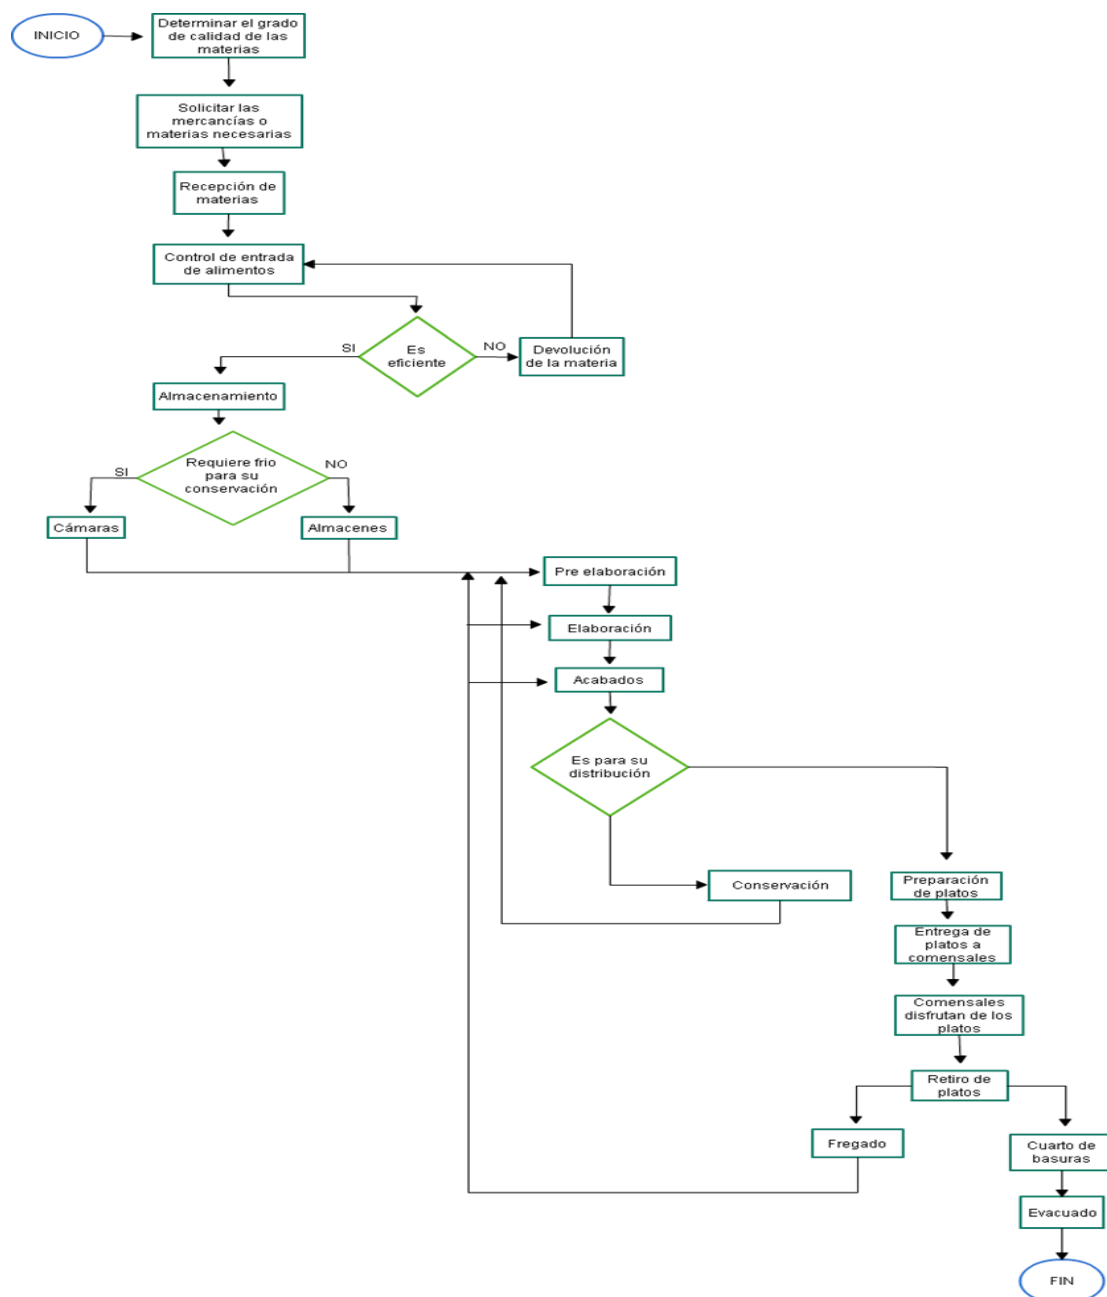 INICIO
Determinar el grado
de calidad de las
materias
Solicitar las
mercancías o
materias necesarias
Recepción de
materias
Control de entrada
de alimentos
Es
eficiente
SI
NO
Devolución
de la materia
Almacenamiento
Requiere frio
para su
conservación
SI
NO
Cámaras
Almacenes
Pre elaboración
Elaboración
Acabados
Es para su
distribución
Conservación
Preparación
de platos
Entrega de
platos a
comensales
Comensales
disfrutan de los
platos
Retiro de
platos
Fregado
Cuarto de
basuras
Evacuado
FIN